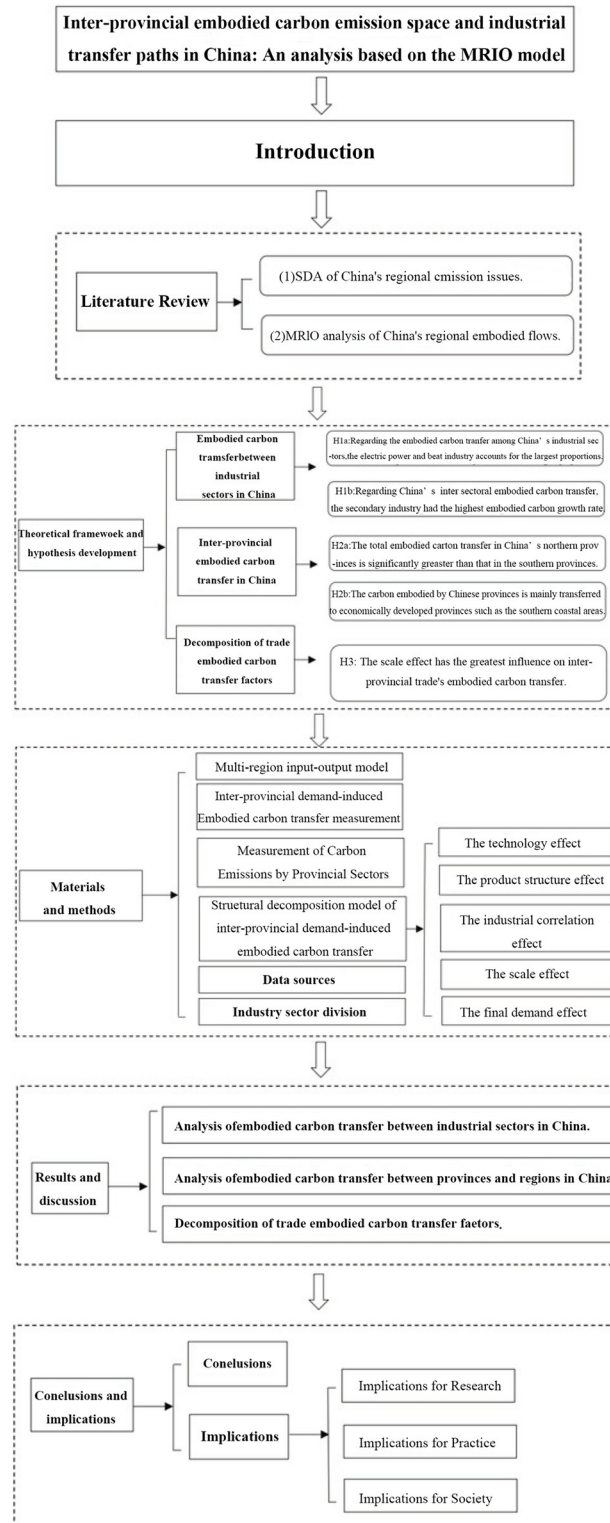 Inter-provincial embodied carbon emission space and industrial
transfer paths in China: An analysis based on the MRIO model
Introduction
Literature Review
(1)SDA of China's regional cmission issues.
(2)MRIO analysis of China's regional embodied flows.
Theoretical framewoek and
hypothesis development
Embodied carbon
tramsferbetween
industrial
sectors in China
H1a:Regarding the embodied carbon tranfer among China's industrial sec
-tors,the electric power and beat industry accounts for the largest proportions.
H1b:Regarding China's inter sectoral embodied carbon transfer,
the secondary industry had the highest embodied carbon growth rate
Inter-provincial
embodied carbon
transfer in China
H2a:The total embodied carton transfer in China's northern prov
-inces is significantly greater than that in the southern provinces.
H2b:The carbon embodied by Chinese provinces is mainly transferred
to economically developed provinces such as the southern coastal areas.
Decomposition of trade
embodied carbon
transfer factors
H3: The scale effect has the greatest influence on inter-
provincial trade's embodied carbon transfer.
Materials
and methods
Multi-region input-output model
Inter-provincial demand-induced
Embodied carbon transfer measurement
Measurement of Carbon
Emissions by Provincial Sectors
Struetural decomposition model of
inter-provincial demand-induced
embodied carbon transfer
Data sources
Industry sector division
The technology effect
The product structure effect
The industrial correlation
effect
The scale effect
The final demand effect
Results and
discussion
Analysis ofembodied carbon transfer between industrial sectors in China.
Analysis ofembodied carbon transfer between provinces and regions in China
Decomposition of trade embodied carbon transfer faetors.
Conelusions and
implications
Conelusions
Implications
Implications for Research
Implications for Practice
Implications for Society